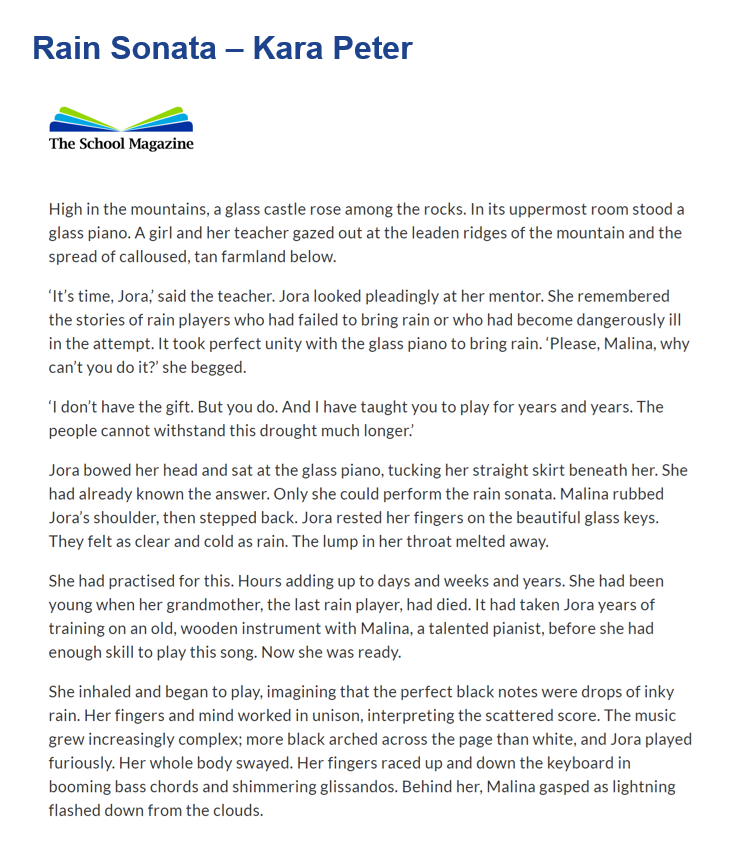 Rain Sonata – Kara Peter
The School Magazine
High in the mountains, a glass castle rose among the rocks. In its uppermost room stood a
glass piano. A girl and her teacher gazed out at the leaden ridges of the mountain and the
spread of calloused, tan farmland below.
‘It’s time, Jora,’ said the teacher. Jora looked pleadingly at her mentor. She remembered
the stories of rain players who had failed to bring rain or who had become dangerously ill
in the attempt. It took perfect unity with the glass piano to bring rain. ‘Please, Malina, why
can’t you do it?’ she begged.
‘I don’t have the gift. But you do. And I have taught you to play for years and years. The
people cannot withstand this drought much longer.’
Jora bowed her head and sat at the glass piano, tucking her straight skirt beneath her. She
had already known the answer. Only she could perform the rain sonata. Malina rubbed
Jora’s shoulder, then stepped back. Jora rested her fingers on the beautiful glass keys.
They felt as clear and cold as rain. The lump in her throat melted away.
She had practised for this. Hours adding up to days and weeks and years. She had been
young when her grandmother, the last rain player, had died. It had taken Jora years of
training on an old, wooden instrument with Malina, a talented pianist, before she had
enough skill to play this song. Now she was ready.
She inhaled and began to play, imagining that the perfect black notes were drops of inky
rain. Her fingers and mind worked in unison, interpreting the scattered score. The music
grew increasingly complex; more black arched across the page than white, and Jora played
furiously. Her whole body swayed. Her fingers raced up and down the keyboard in
booming bass chords and shimmering glissandos. Behind her, Malina gasped as lightning
flashed down from the clouds.